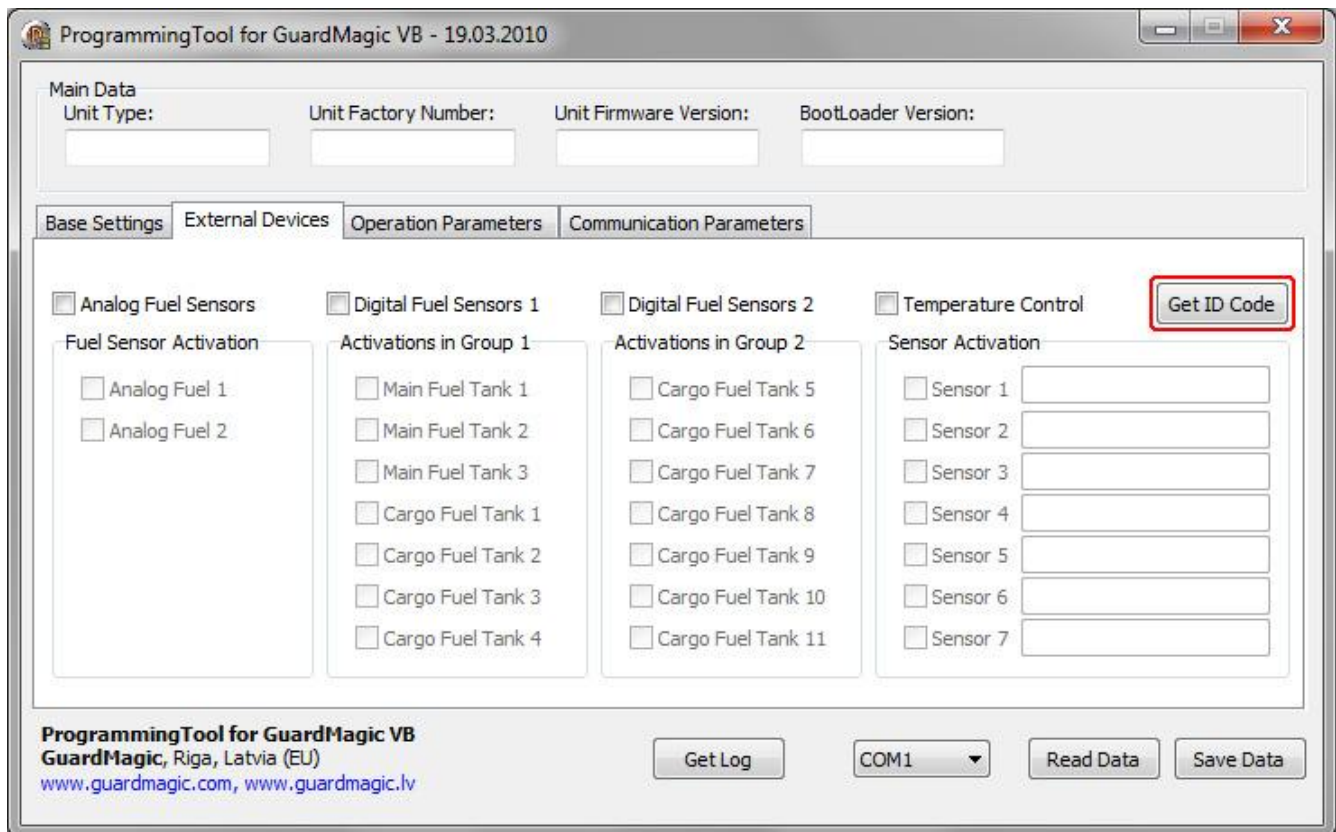 ProgrammingTool for GuardMagic VB - 19.03.2010
Main Data
Unit Type: Unit Factory Number: Unit Firmware Version: BootLoader Version:
Base Settings External Devices Operation Parameters Communication Parameters
Analog Fuel Sensors Digital Fuel Sensors 1 Digital Fuel Sensors 2 Temperature Control Get ID Code
Fuel Sensor Activation Activations in Group 1 Activations in Group 2 Sensor Activation
Analog Fuel 1 Main Fuel Tank 1 Cargo Fuel Tank 5 Sensor 1
Analog Fuel 2 Main Fuel Tank 2 Cargo Fuel Tank 6 Sensor 2
Main Fuel Tank 3 Cargo Fuel Tank 7 Sensor 3
Cargo Fuel Tank 1 Cargo Fuel Tank 8 Sensor 4
Cargo Fuel Tank 2 Cargo Fuel Tank 9 Sensor 5
Cargo Fuel Tank 3 Cargo Fuel Tank 10 Sensor 6
Cargo Fuel Tank 4 Cargo Fuel Tank 11 Sensor 7
ProgrammingTool for GuardMagic VB
GuardMagic, Riga, Latvia (EU)
www.guardmagic.com, www.guardmagic.lv
Get Log COM1 Read Data Save Data